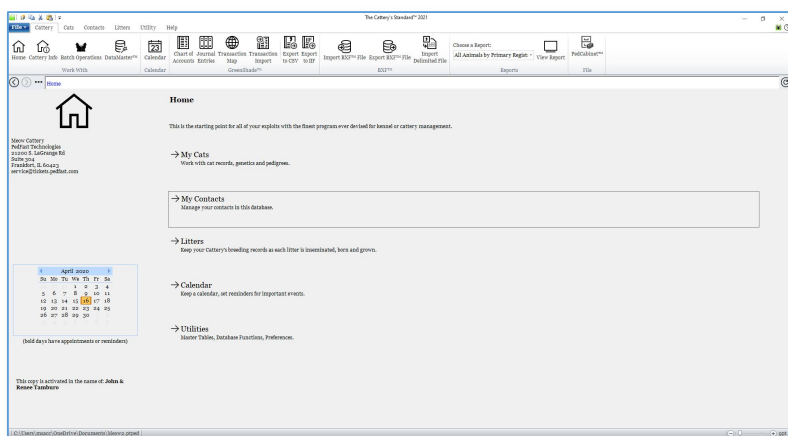 The Cattery's Standard™ 2021
File Cattery Cats Contacts Litters Utility Help
Home Cattery Info Batch Operations DataMaster™
Work With
23
Calendar
Calendar
Chart of Accounts
Journal Entries
Transaction Map
Transaction Import
Export to CSV
Export to IIF
GreenShade™
Import BXF™ File Export BXF™ File
Import Delimited File
BXF™
Choose a Report:
All Animals by Primary Regist
View Report
Reports
PedCabinet™
File
Home
Meow Cattery
PedFast Technologies
21200 S. LaGrange Rd
Suite 304
Frankfort, IL 60423
service@tickets.pedfast.com
April 2020
Su Mo Tu We Th Fr Sa
1 2 3 4
5 6 7 8 9 10 11
12 13 14 15 16 17 18
19 20 21 22 23 24 25
26 27 28 29 30
(bold days have appointments or reminders)
This copy is activated in the name of: John &
Renee Tamburo
Home
This is the starting point for all of your exploits with the finest program ever devised for kennel or cattery management.
→ My Cats
Work with cat records, genetics and pedigrees.
→ My Contacts
Manage your contacts in this database.
→ Litters
Keep your Cattery's breeding records as each litter is inseminated, born and grown.
→ Calendar
Keep a calendar, set reminders for important events.
→ Utilities
Master Tables, Database Functions, Preferences.